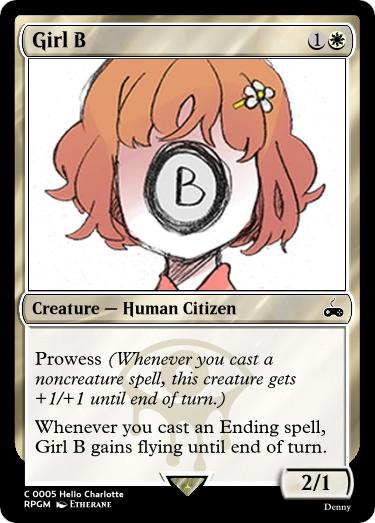 Girl B
1
B
Creature — Human Citizen
Prowess (Whenever you cast a
noncreature spell, this creature gets
+1/+1 until end of turn.)
Whenever you cast an Ending spell,
Girl B gains flying until end of turn.
2/1
C 0005 Hello Charlotte
RPGM ETHERANE
Denny